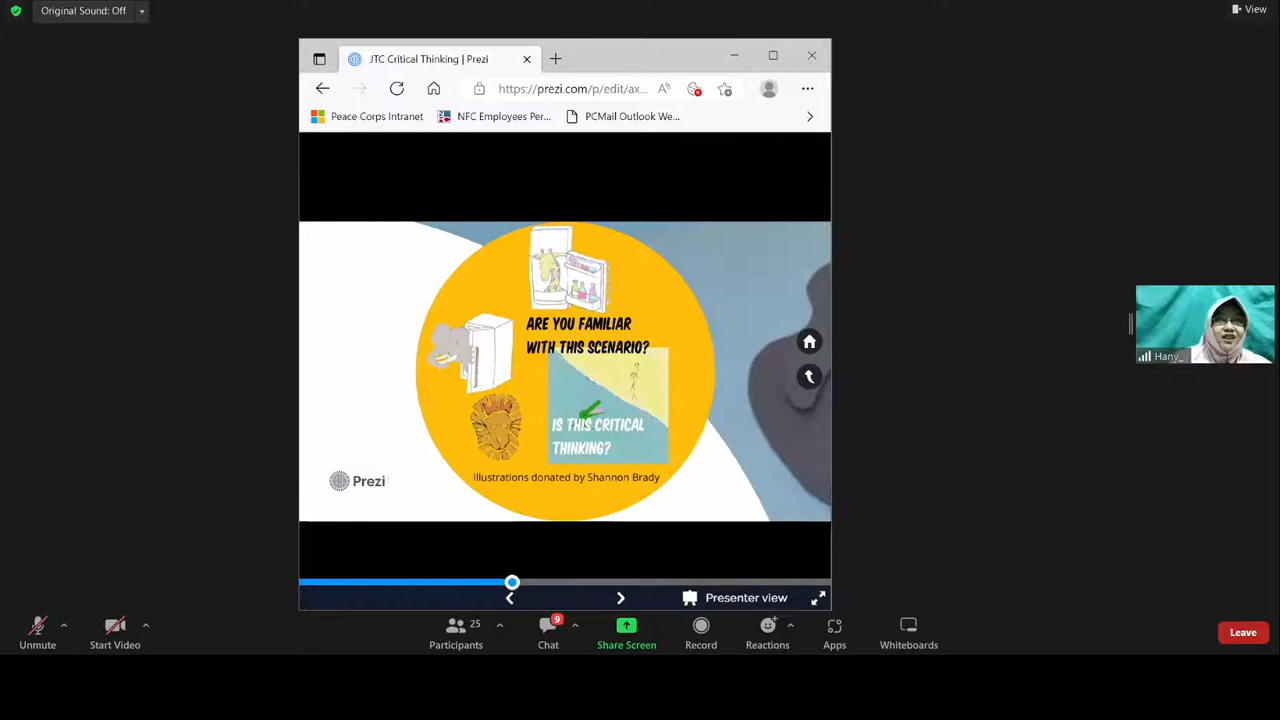 Original Sound: Off
View
JTC Critical Thinking | Prezi
https://prezi.com/p/edit/ax...
Peace Corps Intranet
NFC Employees Per...
PCMail Outlook We...
ARE YOU FAMILIAR
WITH THIS SCENARIO?
IS THIS CRITICAL
THINKING?
Illustrations donated by Shannon Brady
Prezi
Hany_
Presenter view
Unmute
Start Video
Participants 25
Chat 9
Share Screen
Record
Reactions
Apps
Whiteboards
Leave